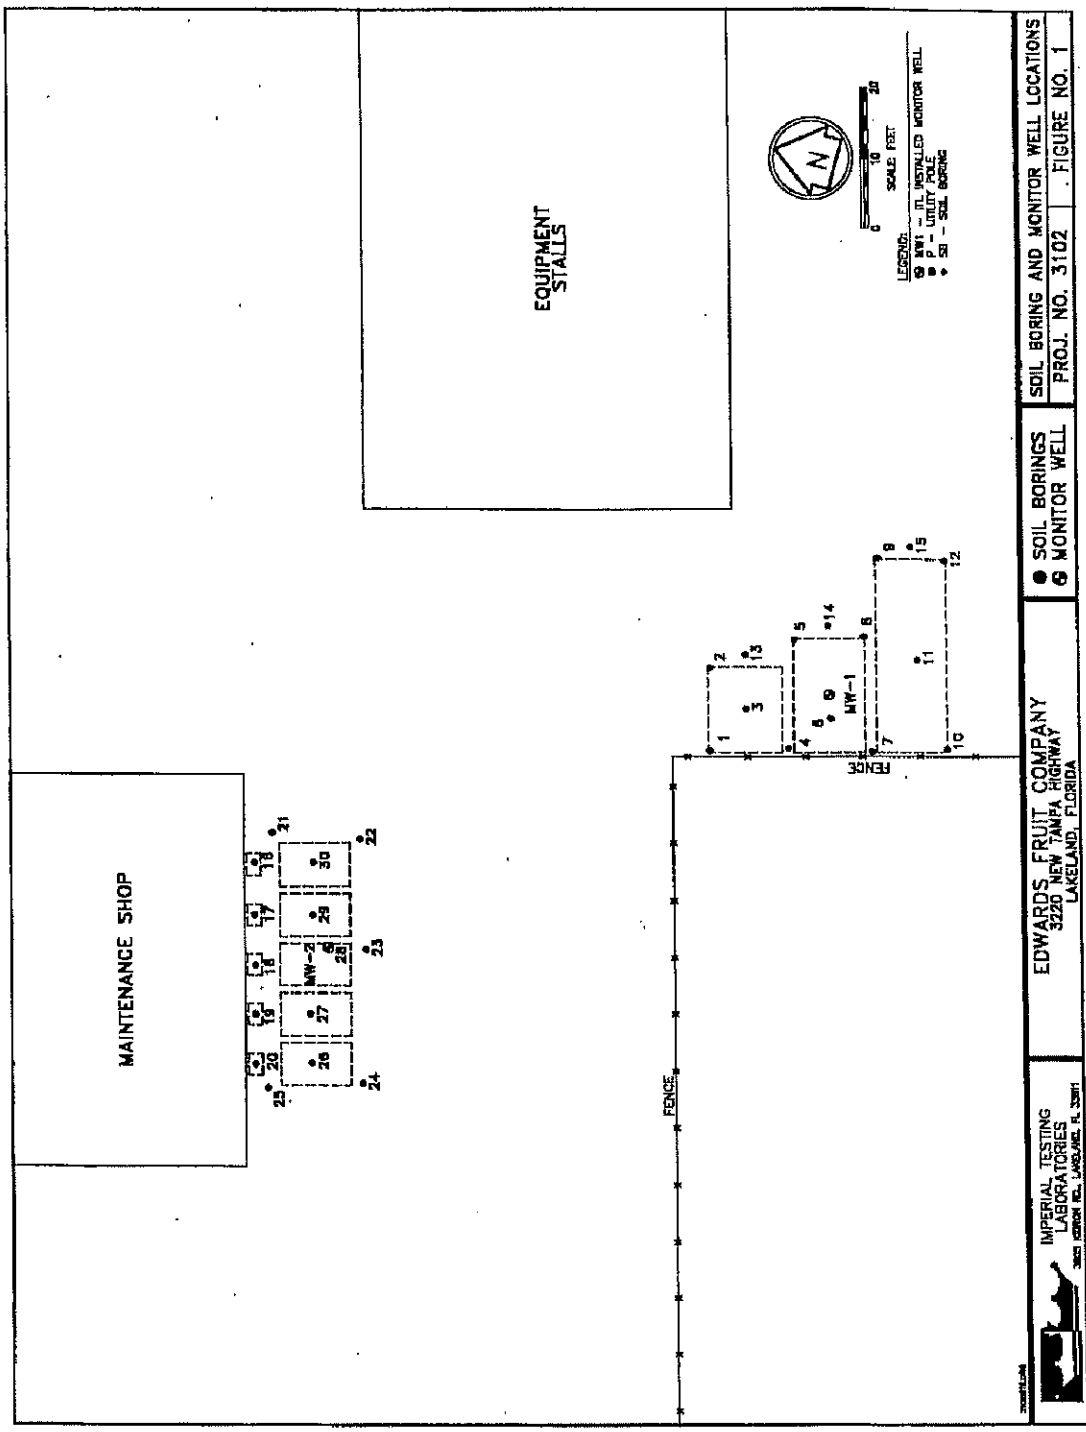 MAINTENANCE SHOP
EQUIPMENT
STALLS
20
19
18
17
16
25
21
26
27
MW-2
28
29
30
24
23
22
FENCE
FENCE
1
2
3
13
4
5
6
MW-1
14
8
7
9
15
11
10
12
N
0 10 20
SCALE FEET
LEGEND:
MW1 - ITL INSTALLED MONITOR WELL
P - UTILITY POLE
SB - SOIL BORING
IMPERIAL TESTING
LABORATORIES
EDWARDS FRUIT COMPANY
3220 NEW TAMPA HIGHWAY
LAKELAND, FLORIDA
● SOIL BORINGS
MONITOR WELL
SOIL BORING AND MONITOR WELL LOCATIONS
PROJ. NO. 3102
FIGURE NO. 1